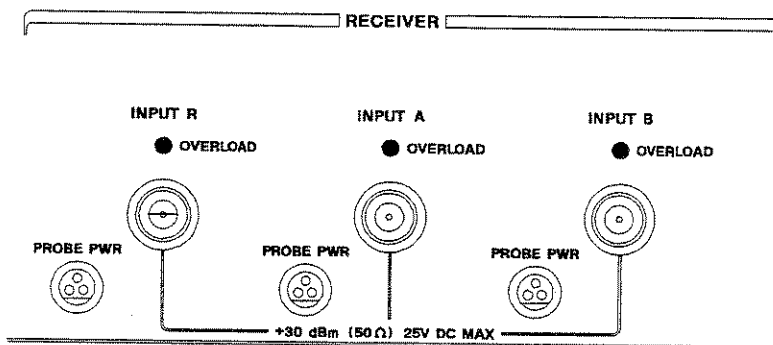 RECEIVER
INPUT R
INPUT A
INPUT B
OVERLOAD
OVERLOAD
OVERLOAD
PROBE PWR
PROBE PWR
PROBE PWR
+30 dBm (50Ω) 25V DC MAX